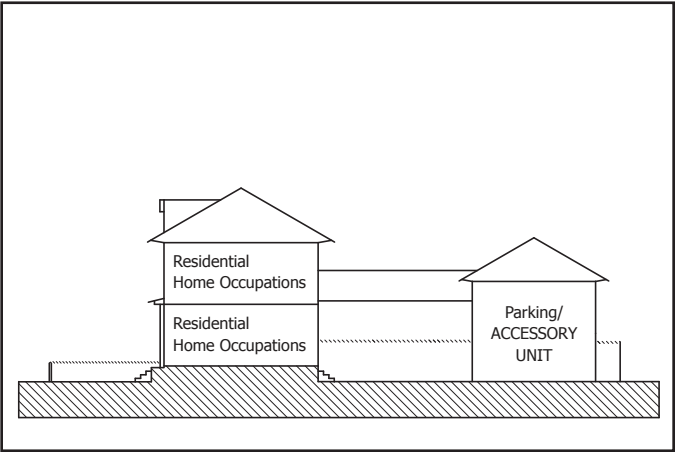 Residential
Home Occupations
Residential
Home Occupations
Parking/
ACCESSORY
UNIT